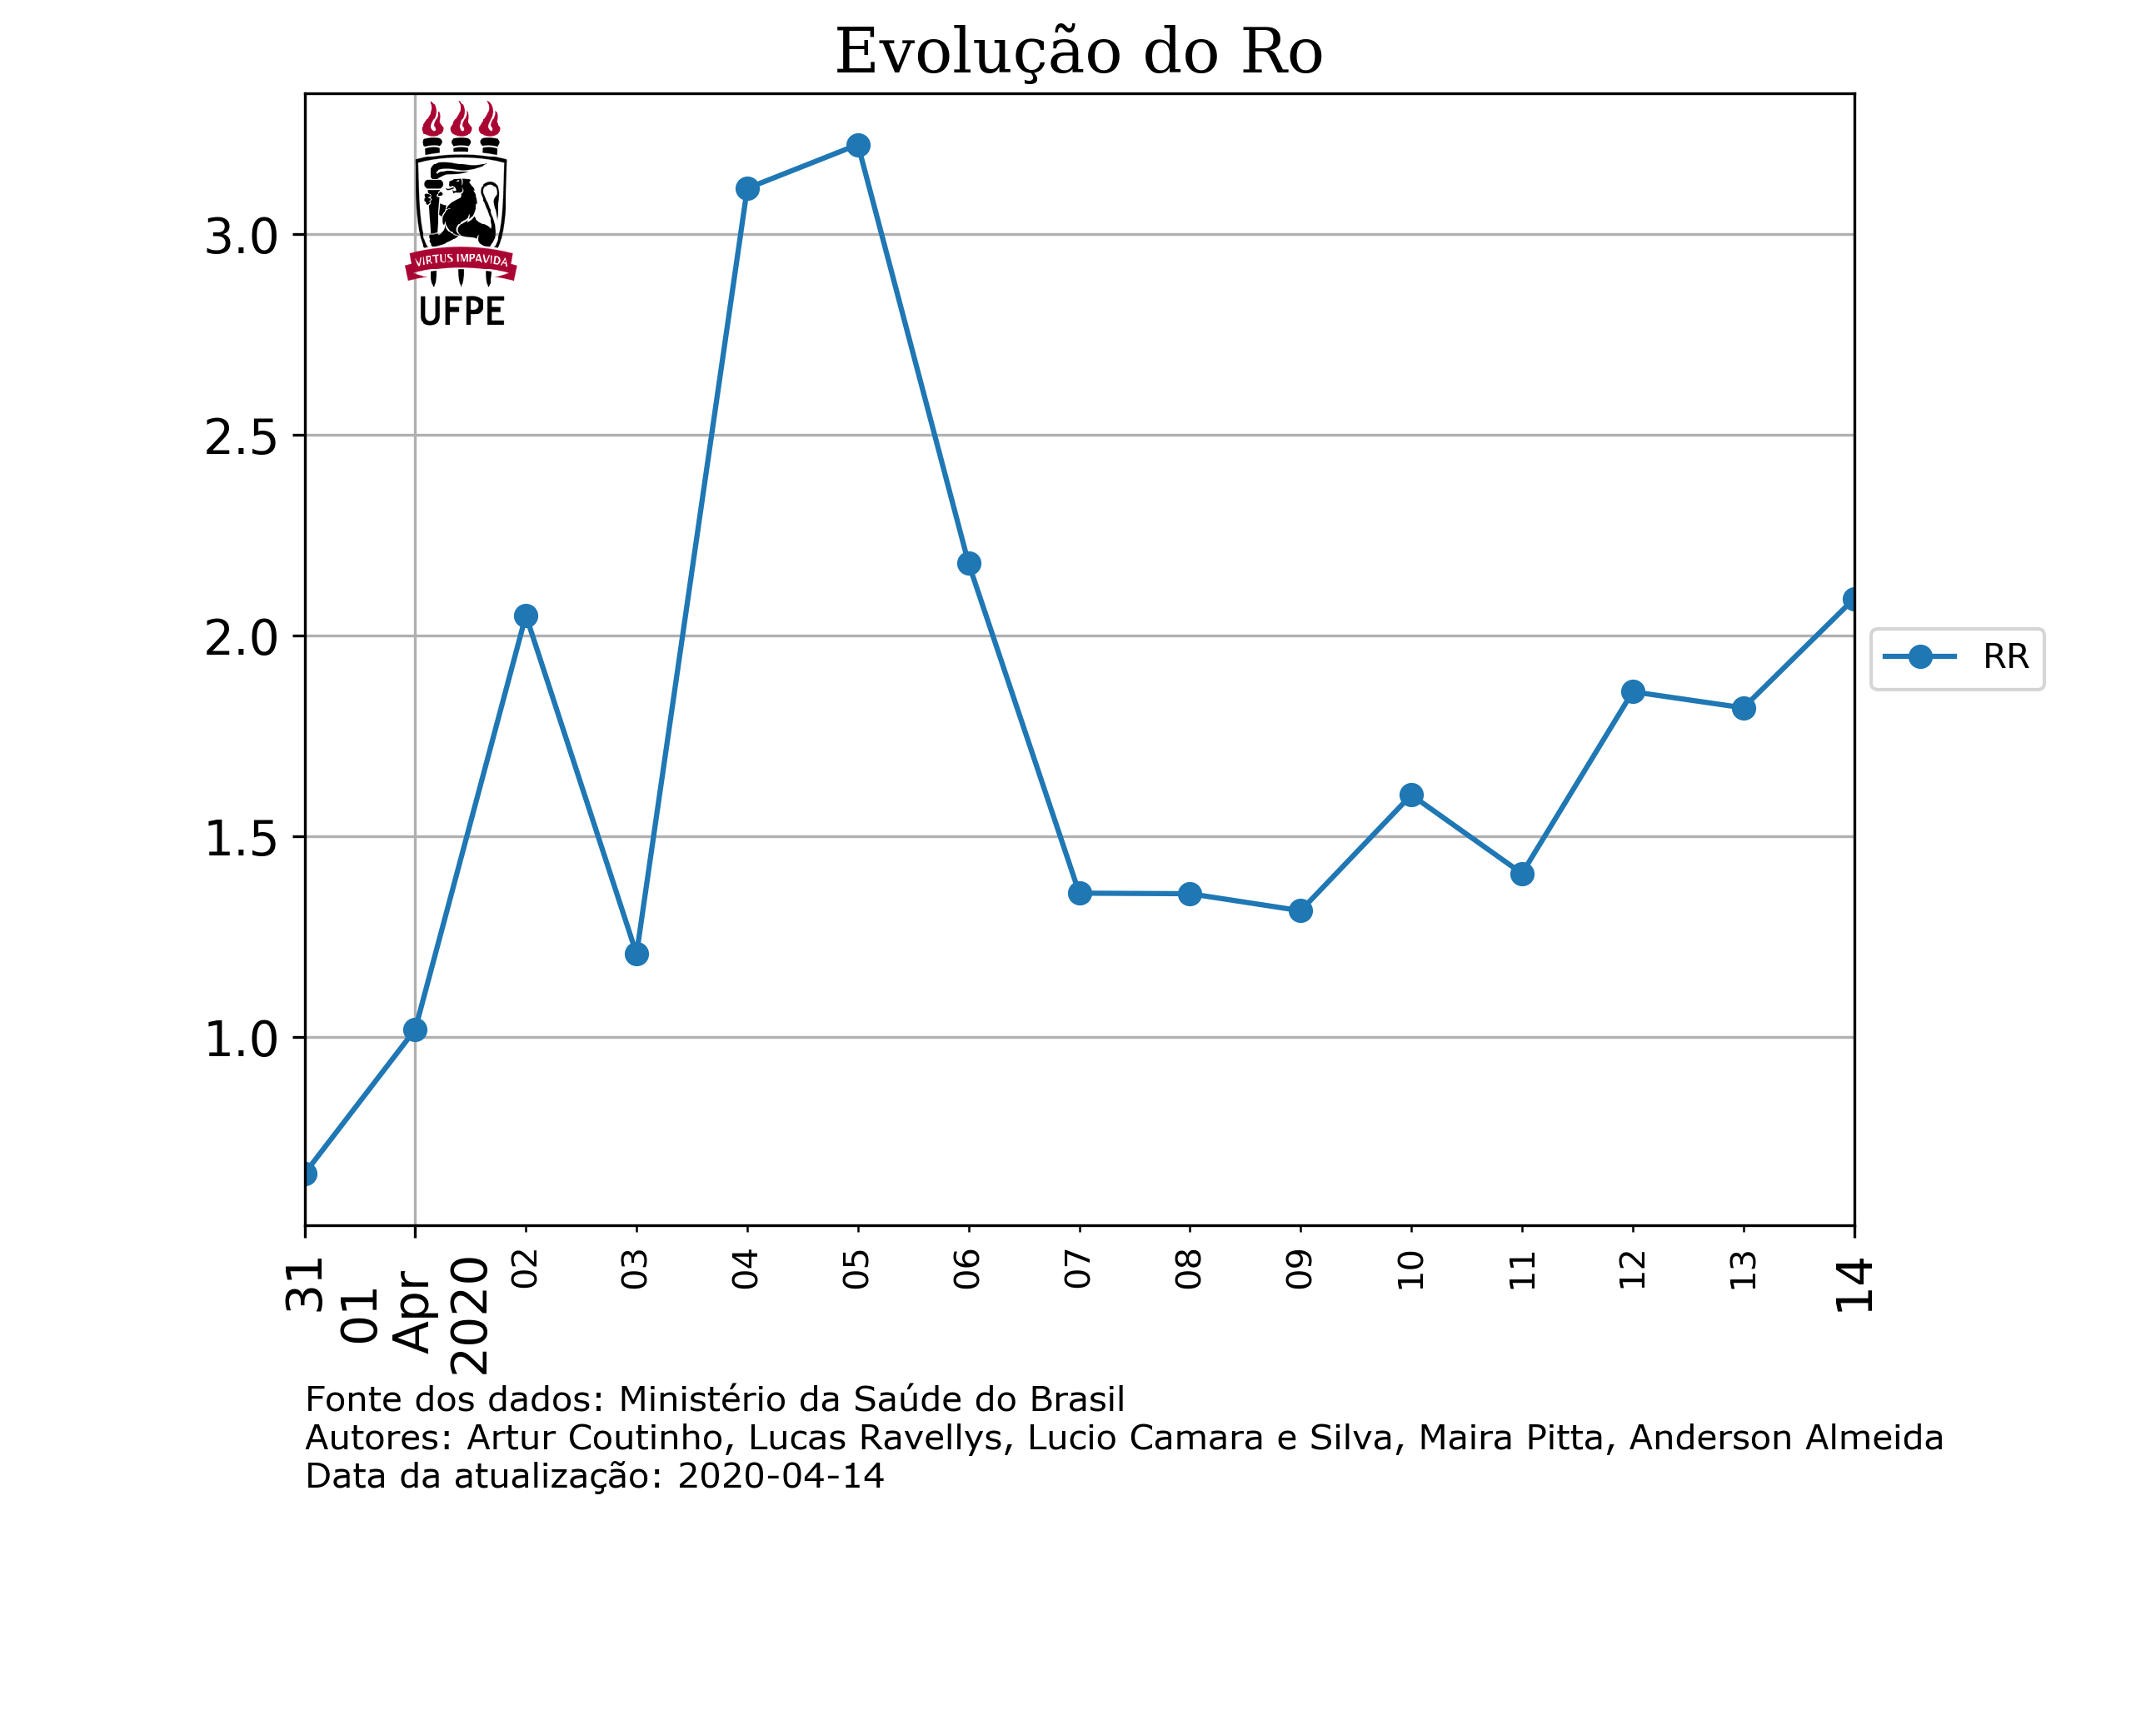 Evolução do Ro
VIRTUS IMPAVIDA
UFPE
3.0
2.5
2.0
1.5
1.0
RR
31
01
Apr
2020
02
03
04
05
06
07
08
09
10
11
12
13
14
Fonte dos dados: Ministério da Saúde do Brasil
Autores: Artur Coutinho, Lucas Ravellys, Lucio Camara e Silva, Maira Pitta, Anderson Almeida
Data da atualização: 2020-04-14